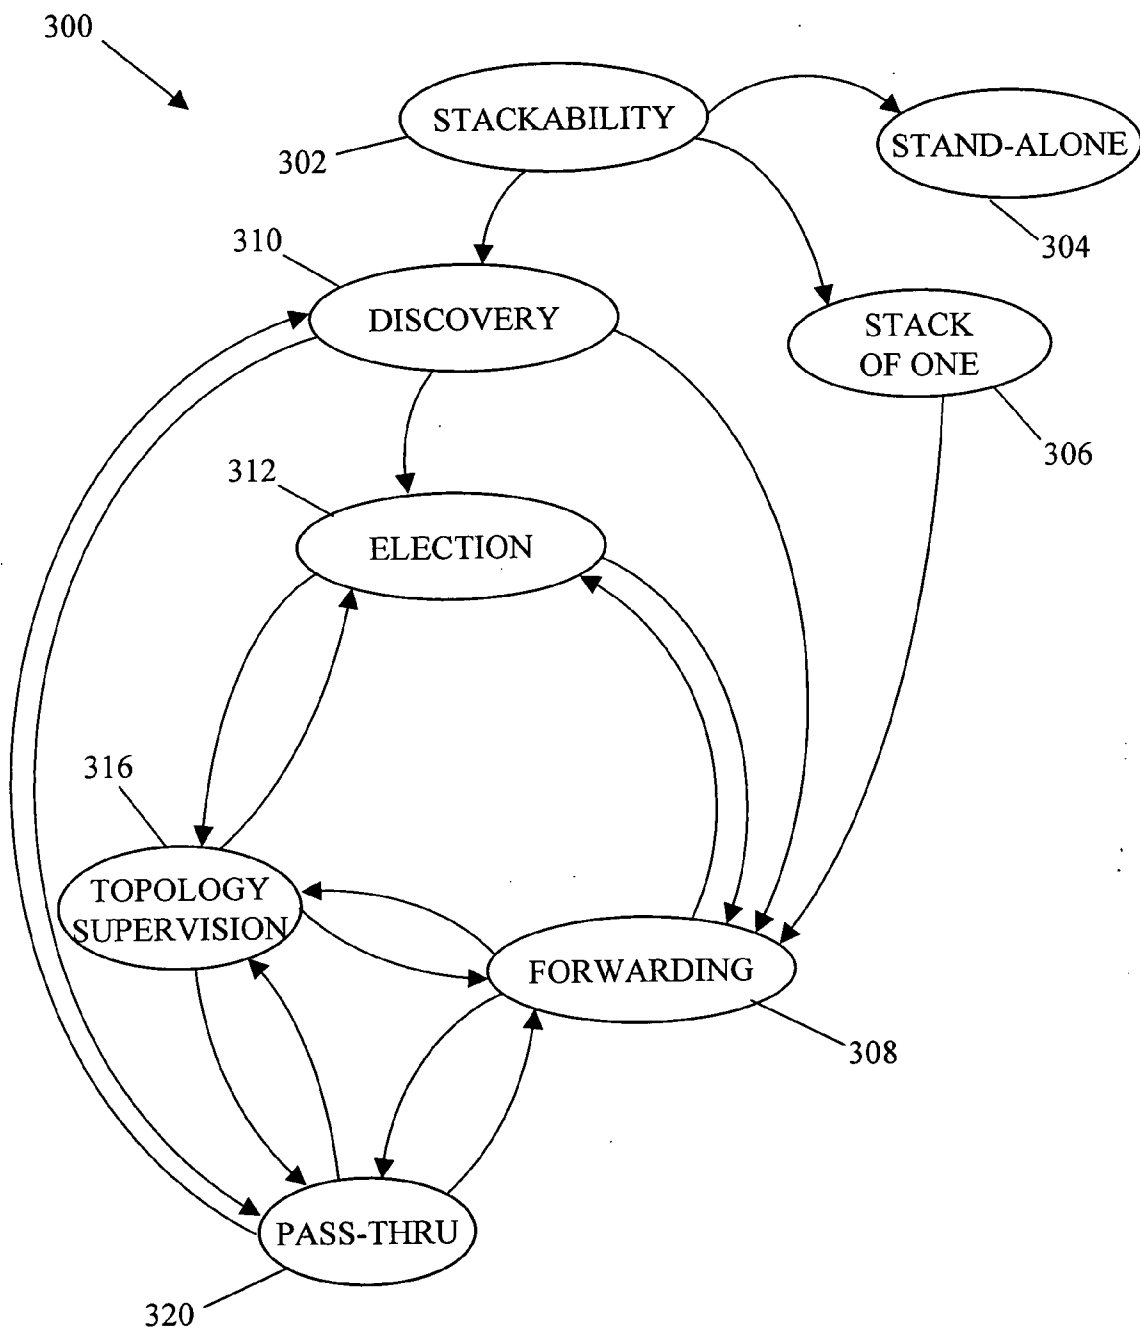 300
STACKABILITY
302
STAND-ALONE
304
310
DISCOVERY
STACK
OF ONE
306
312
ELECTION
316
TOPOLOGY
SUPERVISION
FORWARDING
308
PASS-THRU
320